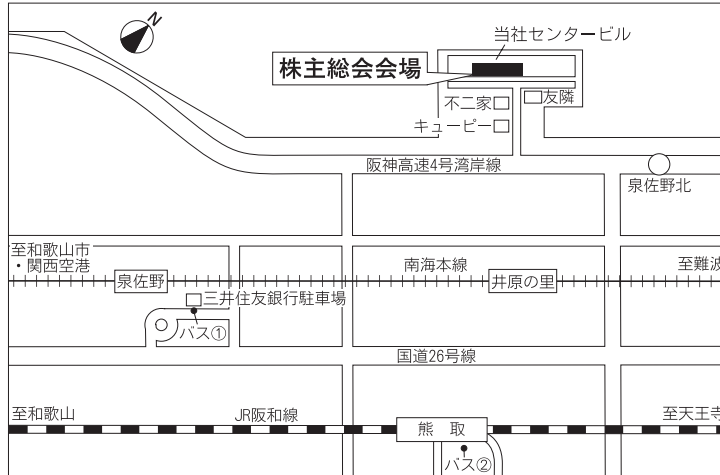 N
当社センタービル
株主総会会場
不二家
友隣
キューピー
阪神高速4号湾岸線
泉佐野北
至和歌山市
・関西空港
南海本線
至難波
泉佐野
井原の里
三井住友銀行駐車場
バス①
国道26号線
至和歌山
JR阪和線
至天王寺
熊取
バス②